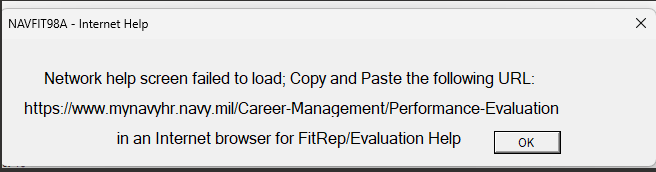 NAVFIT98A - Internet Help
Network help screen failed to load; Copy and Paste the following URL:
https://www.mynavyhr.navy.mil/Career-Management/Performance-Evaluation
in an Internet browser for FitRep/Evaluation Help
OK